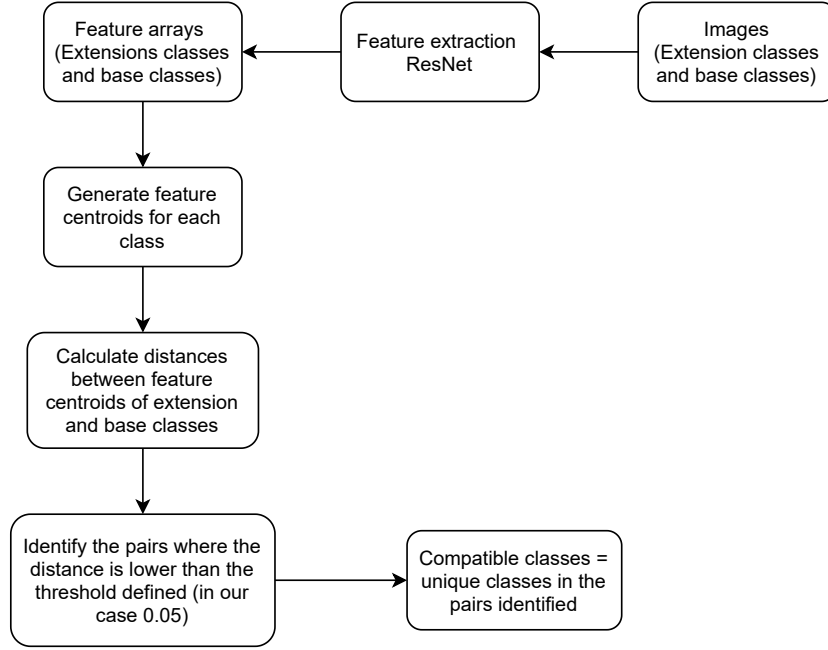 Images
(Extension classes
and base classes)
Feature extraction
ResNet
Feature arrays
(Extensions classes
and base classes)
Generate feature
centroids for each
class
Calculate distances
between feature
centroids of extension
and base classes
Identify the pairs where the
distance is lower than the
threshold defined (in our
case 0.05)
Compatible classes =
unique classes in the
pairs identified